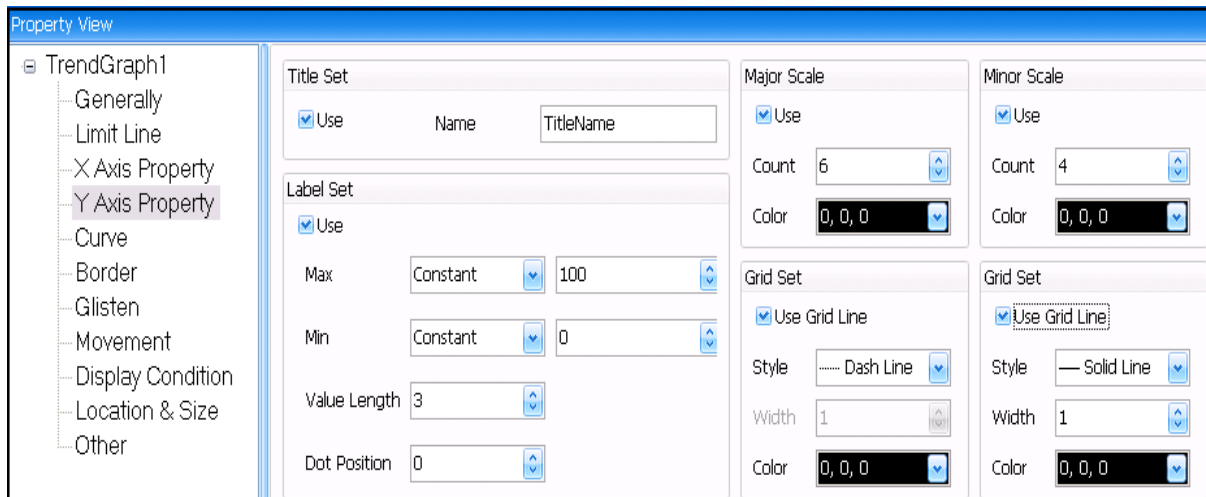 Property View
TrendGraph1
Generally
Limit Line
X Axis Property
Y Axis Property
Curve
Border
Glisten
Movement
Display Condition
Location & Size
Other
Title Set
Use Name TitleName
Label Set
Use
Max Constant 100
Min Constant 0
Value Length 3
Dot Position 0
Major Scale
Use
Count 6
Color 0, 0, 0
Grid Set
Use Grid Line
Style Dash Line
Width 1
Color 0, 0, 0
Minor Scale
Use
Count 4
Color 0, 0, 0
Grid Set
Use Grid Line
Style Solid Line
Width 1
Color 0, 0, 0